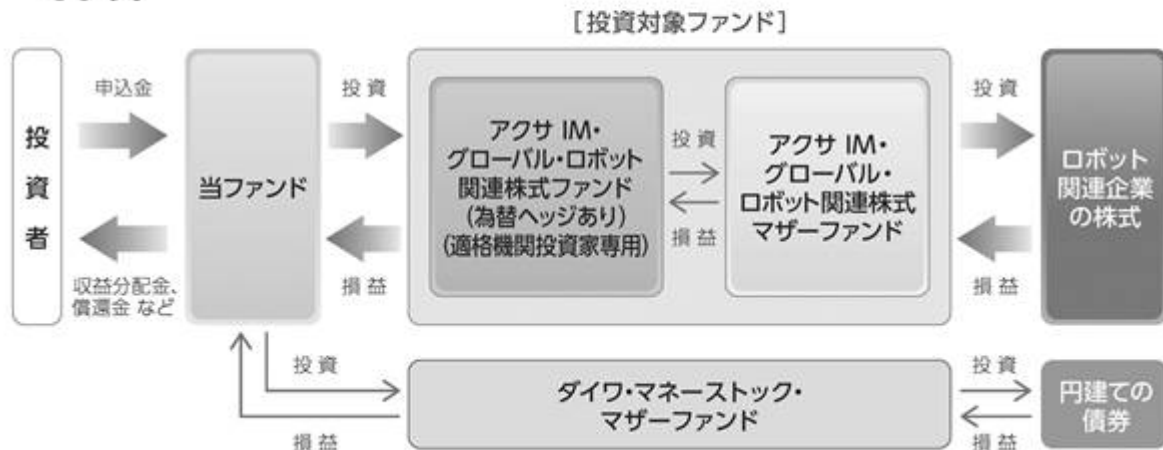 [投資対象ファンド]
投資者
申込金
収益分配金、
償還金 など
当ファンド
投資
損益
アクサ IM・
グローバル・ロボット
関連株式ファンド
(為替ヘッジあり)
(適格機関投資家専用)
投資
損益
アクサ IM・
グローバル・
ロボット関連株式
マザーファンド
投資
損益
ロボット
関連企業
の株式
投資
損益
ダイワ・マネーストック・
マザーファンド
投資
損益
円建ての
債券